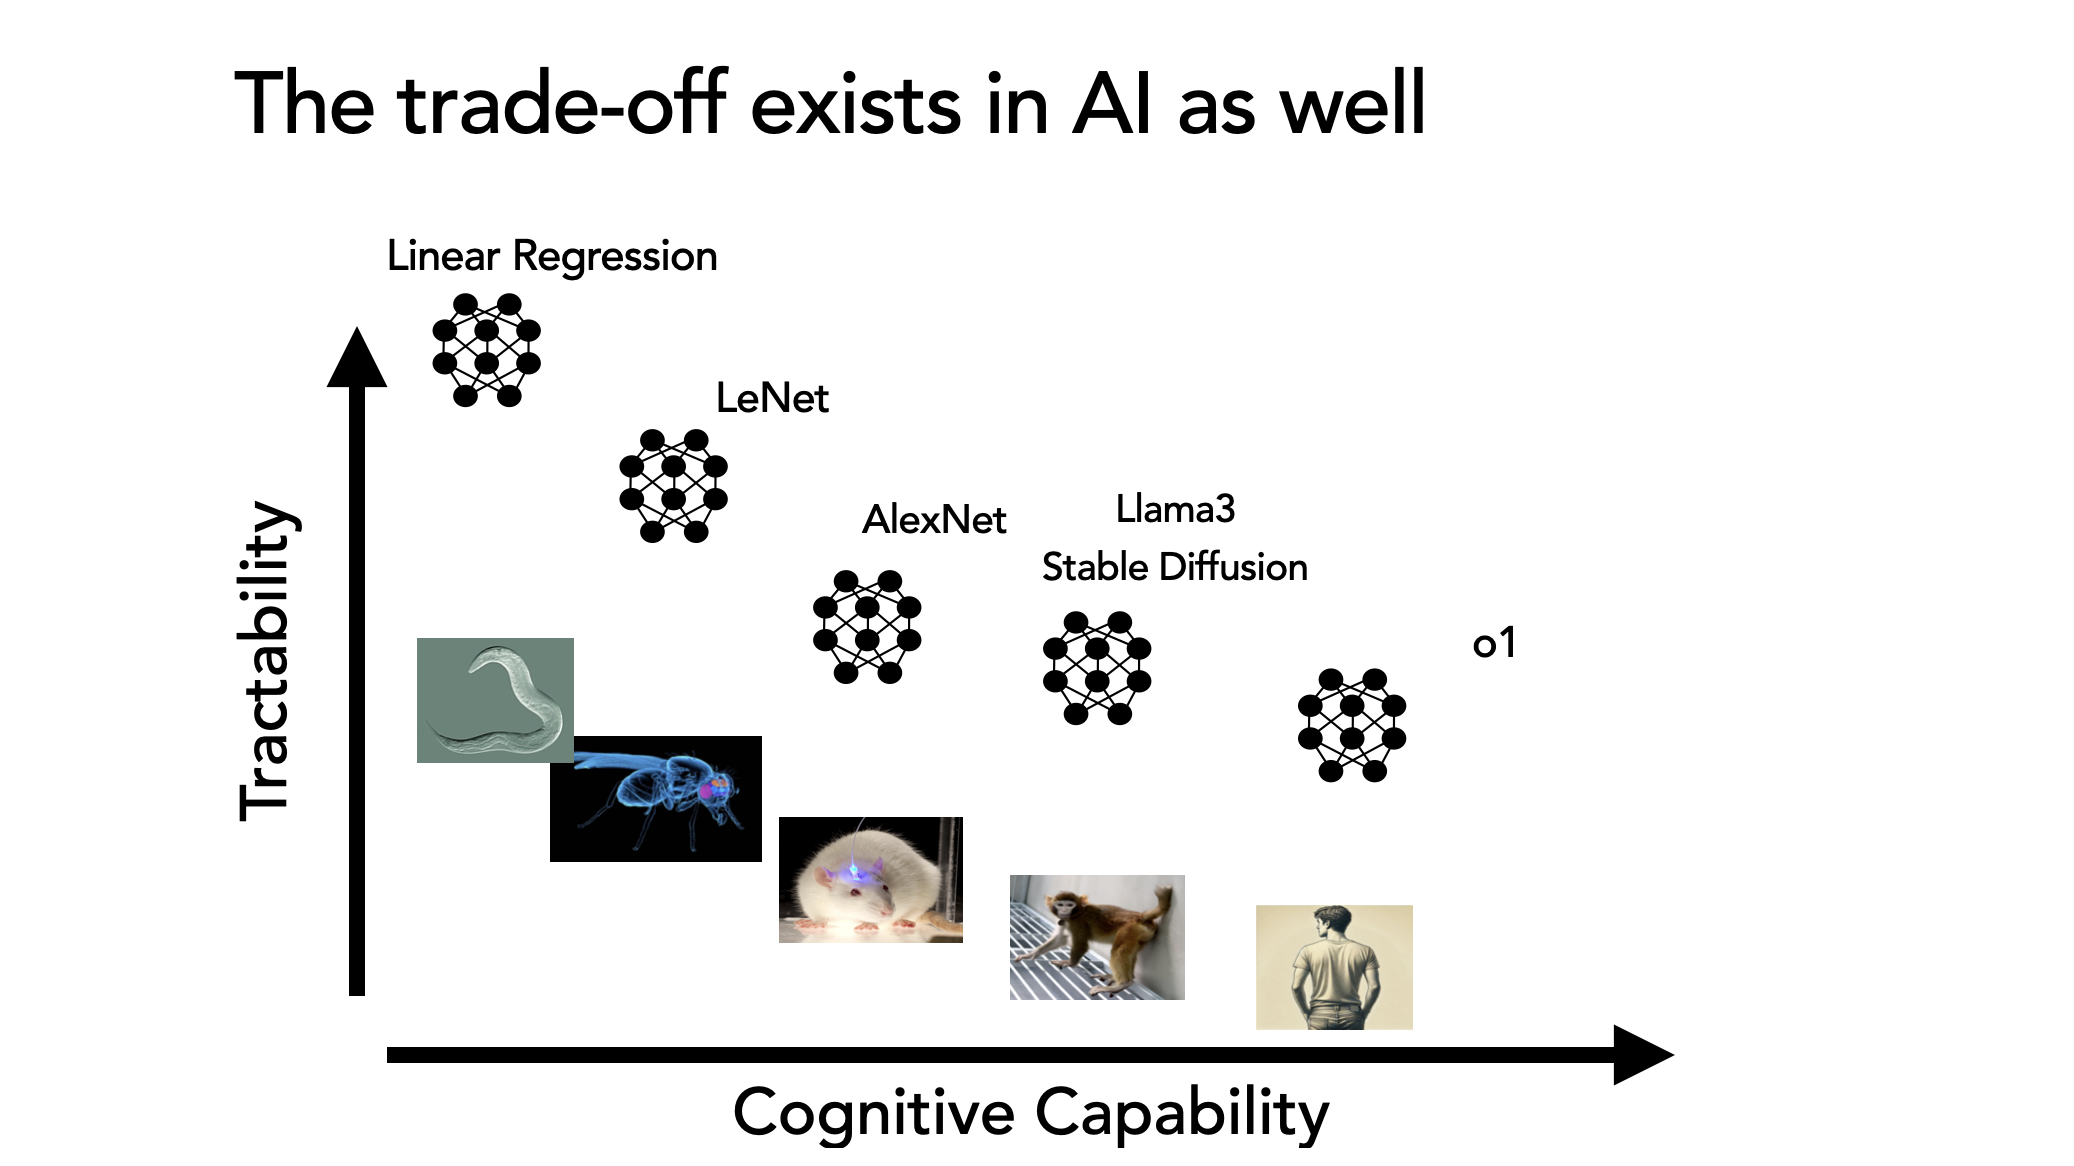 The trade-off exists in AI as well
Linear Regression
LeNet
AlexNet
Llama3
Stable Diffusion
o1
Tractability
Cognitive Capability